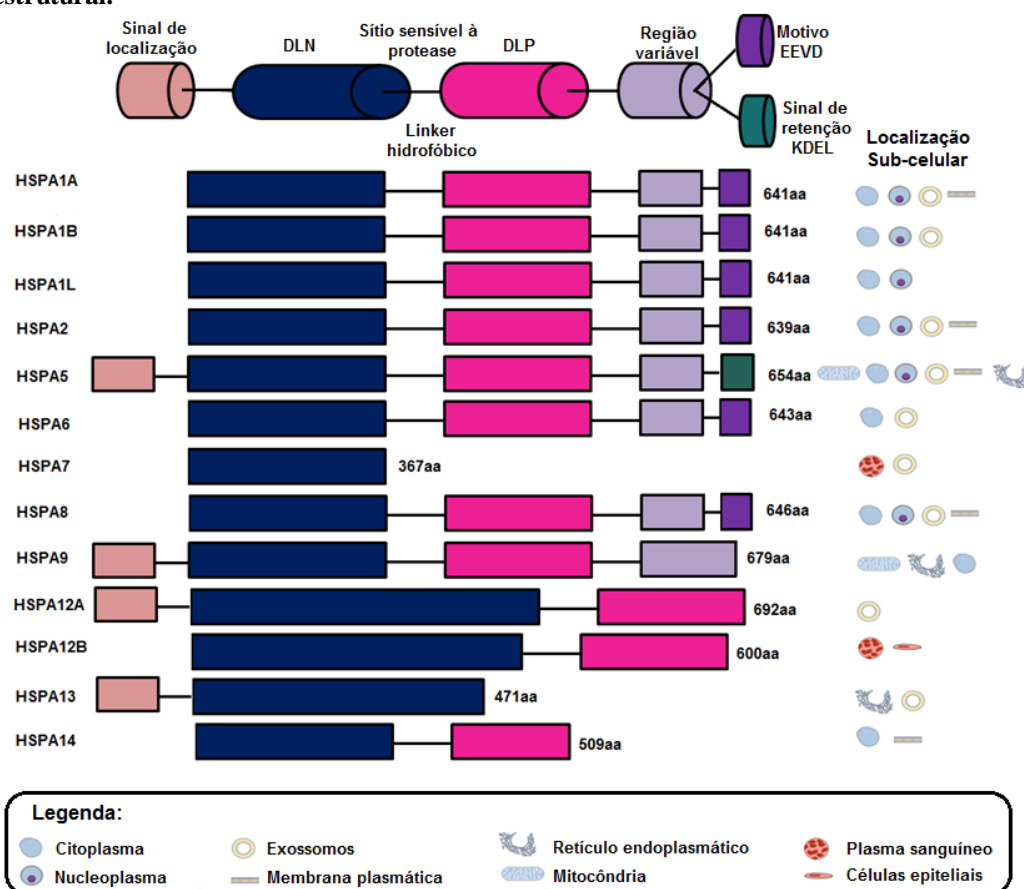 estrutural.
Sinal de
localização
DLN
Sítio sensível à
protease
DLP
Região
variável
Motivo
EEVD
Linker
hidrofóbico
Sinal de
retenção
KDEL
Localização
Sub-celular
HSPA1A 641aa
HSPA1B 641aa
HSPA1L 641aa
HSPA2 639aa
HSPA5 654aa
HSPA6 643aa
HSPA7 367aa
HSPA8 646aa
HSPA9 679aa
HSPA12A 692aa
HSPA12B 600aa
HSPA13 471aa
HSPA14 509aa
Legenda:
Citoplasma
Exossomos
Retículo endoplasmático
Plasma sanguíneo
Nucleoplasma
Membrana plasmática
Mitocôndria
Células epiteliais